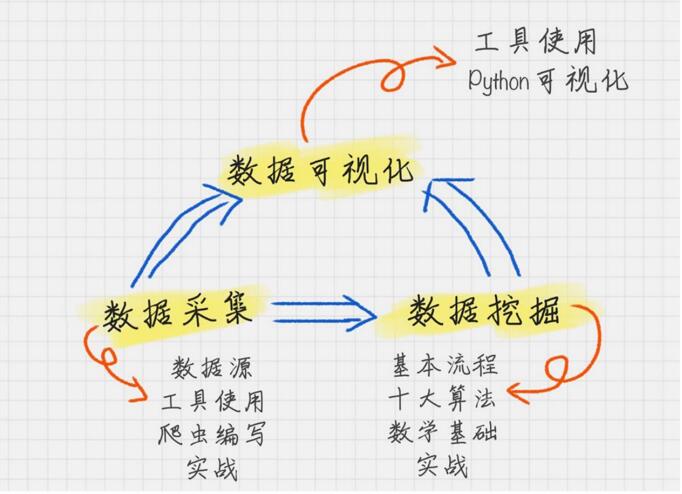 工具使用
Python可视化
数据可视化
数据采集
数据挖掘
数据源
工具使用
爬虫编写
实战
基本流程
十大算法
数学基础
实战